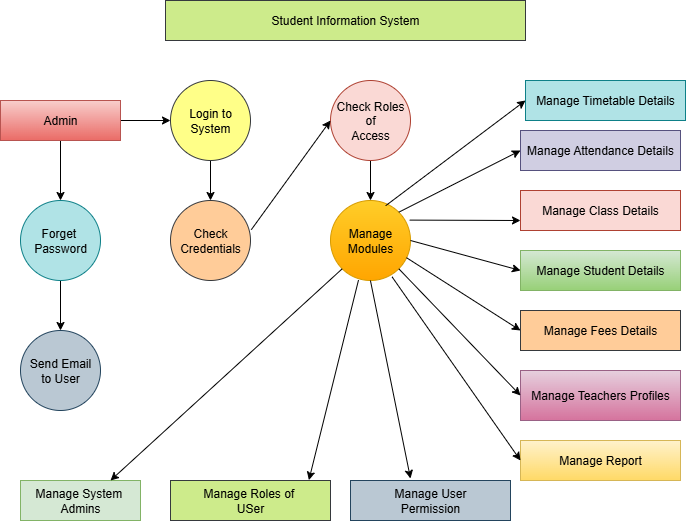 Student Information System
Admin
Login to
System
Check Roles
of
Access
Manage Timetable Details
Manage Attendance Details
Manage Class Details
Forget
Password
Check
Credentials
Manage
Modules
Manage Student Details
Manage Fees Details
Send Email
to User
Manage Teachers Profiles
Manage Report
Manage System
Admins
Manage Roles of
USer
Manage User
Permission